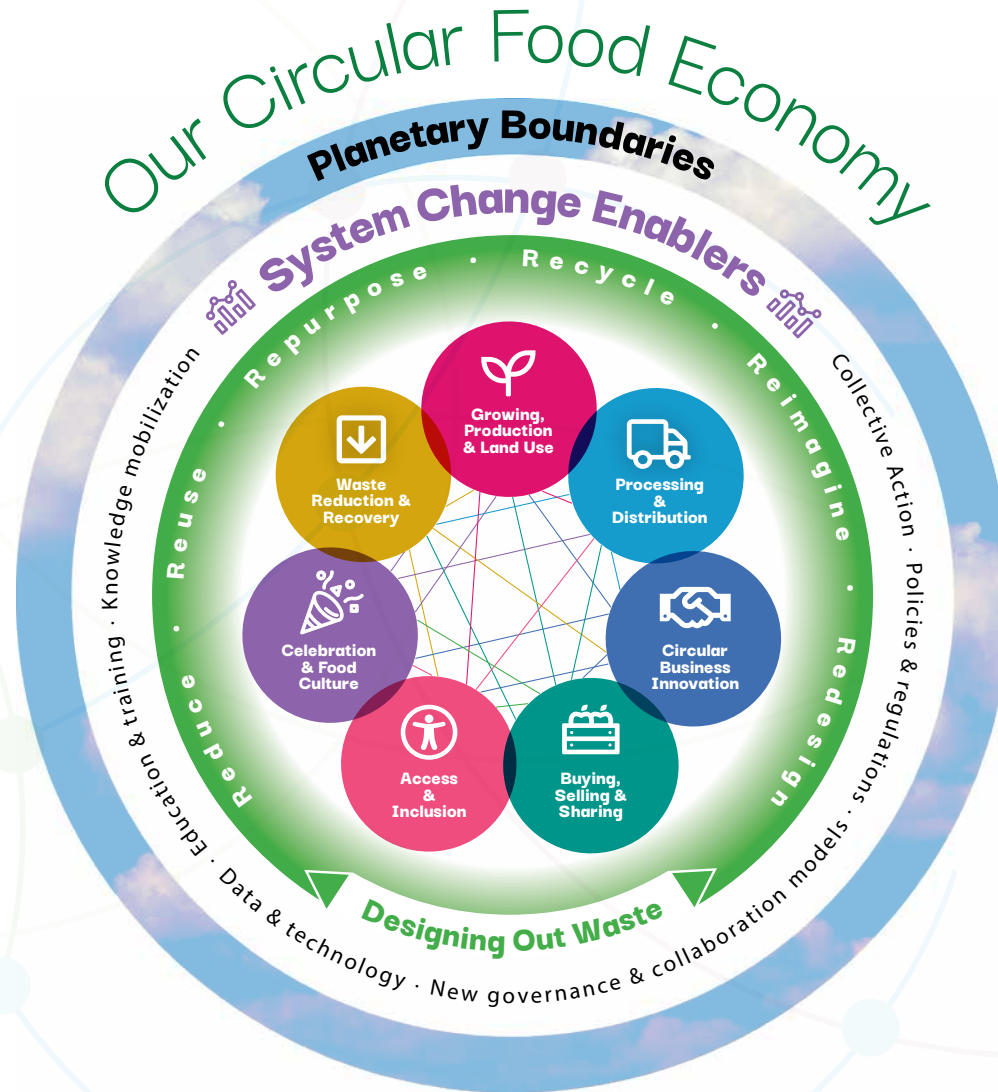 Our Circular Food Economy
Planetary Boundaries
System Change Enablers
Knowledge mobilization · Education & training · Data & technology · New governance & collaboration models · Policies & regulations · Collective Action
Reduce · Reuse · Repurpose · Recycle · Reimagine · Redesign
Growing,
Production
& Land Use
Processing
&
Distribution
Circular
Business
Innovation
Buying,
Selling &
Sharing
Access
&
Inclusion
Celebration
& Food
Culture
Waste
Reduction &
Recovery
Designing Out Waste